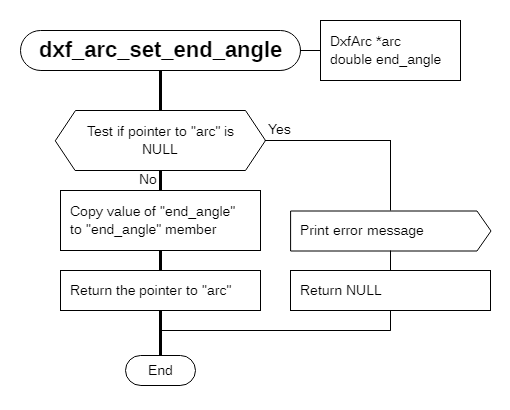 dxf_arc_set_end_angle
DxfArc *arc
double end_angle
Test if pointer to "arc" is
NULL
Yes
No
Copy value of "end_angle"
to "end_angle" member
Print error message
Return the pointer to "arc"
Return NULL
End